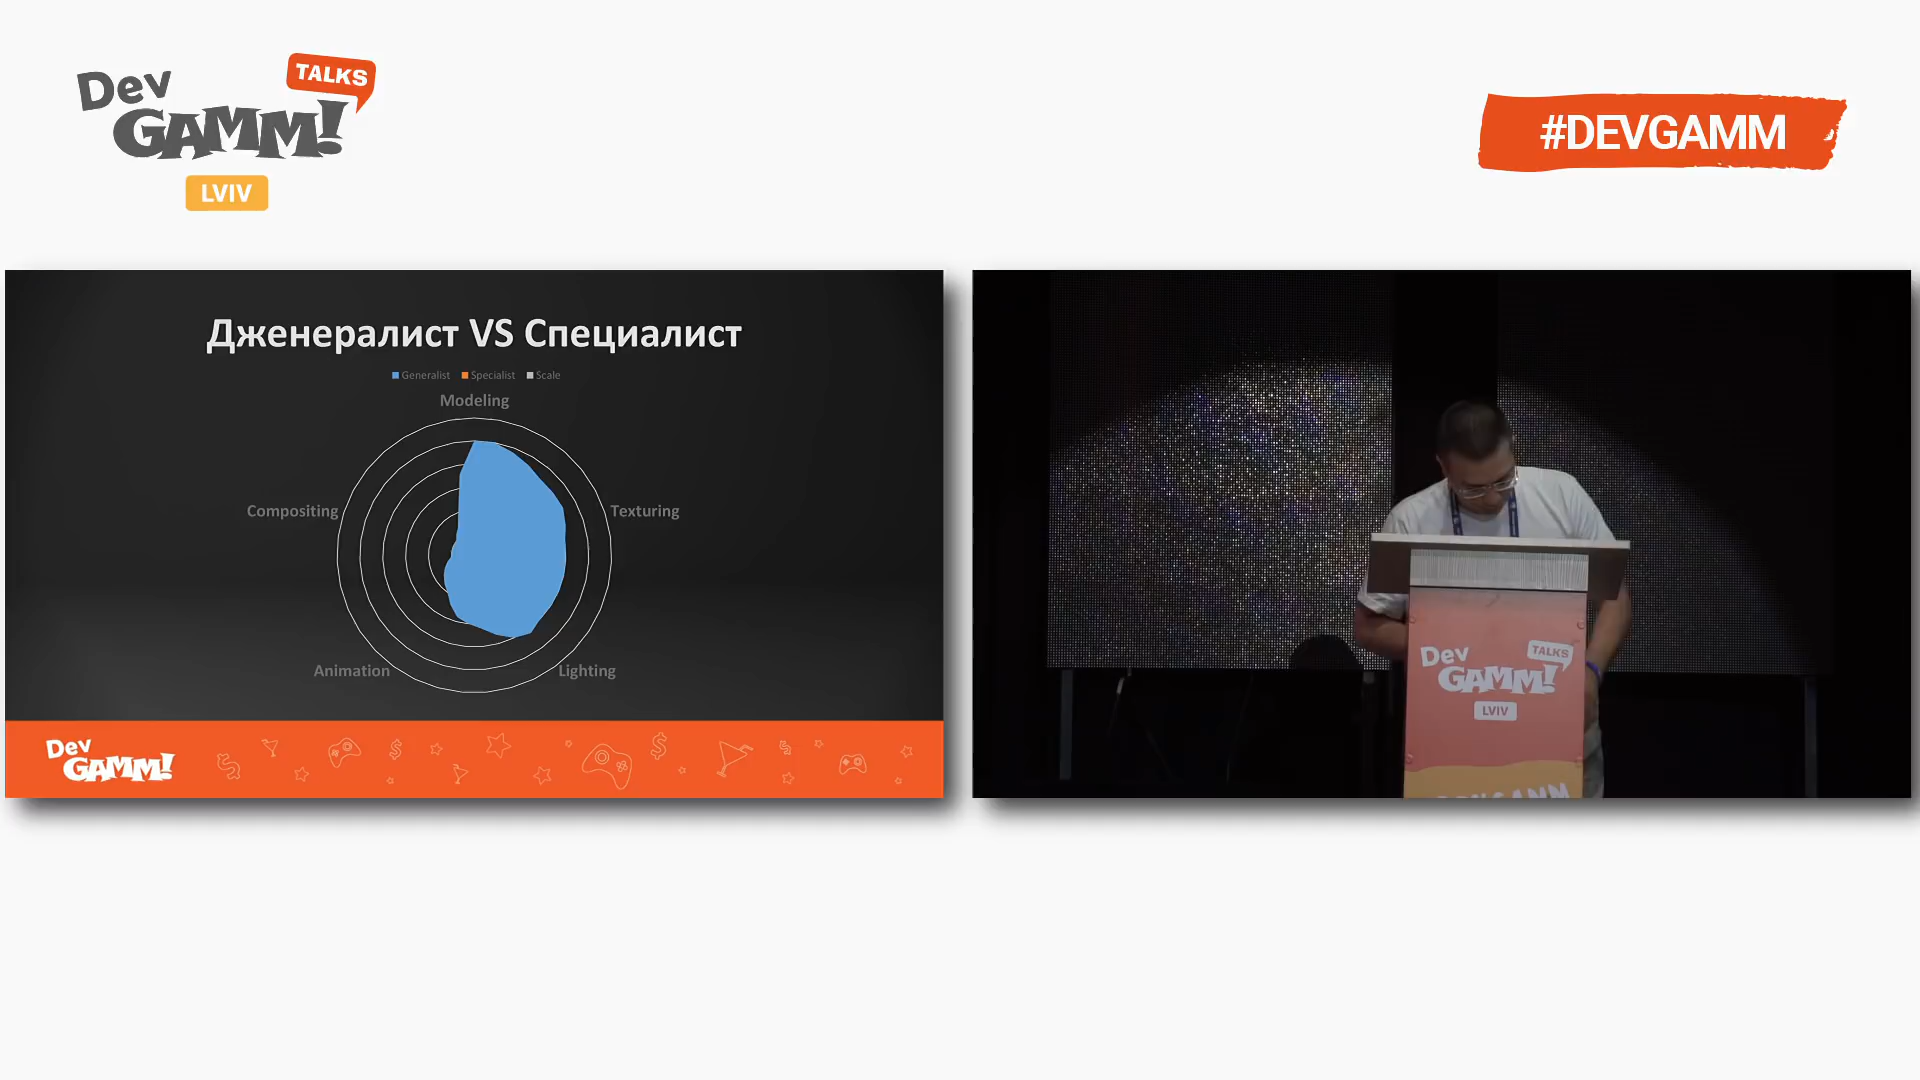 Dev
GAMM!
TALKS
LVIV
#DEVGAMM
Дженералист VS Специалист
Generalist Specialist Scale
Modeling
Compositing
Texturing
Animation
Lighting
Dev
GAMM!
Dev
GAMM!
TALKS
LVIV